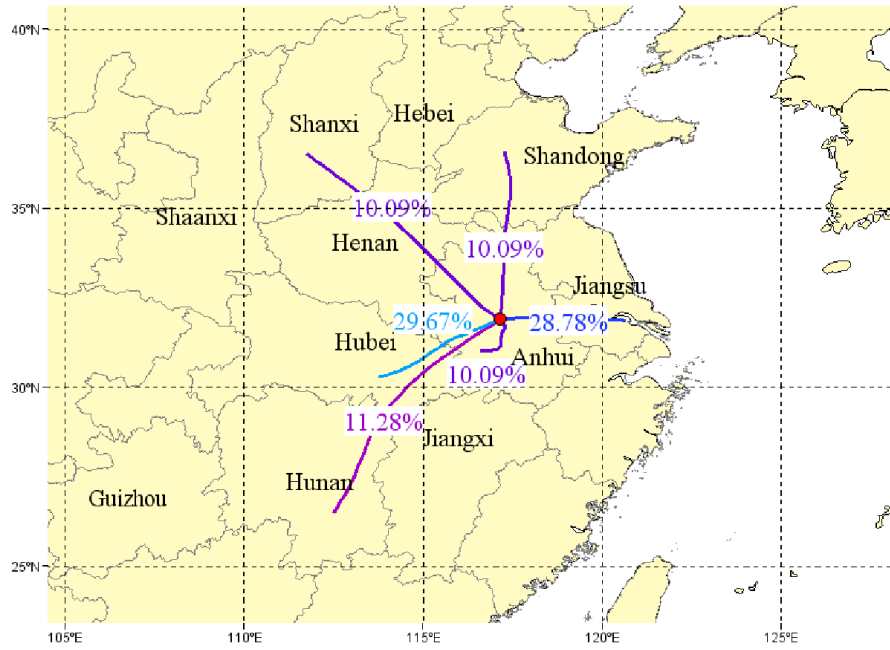 40°N
Hebei
Shanxi
Shandong
35°N
10.09%
Shaanxi
Henan
10.09%
Jiangsu
29.67%
28.78%
Hubei
Anhui
30°N
10.09%
11.28%
Jiangxi
Hunan
Guizhou
25°N
105°E
110°E
115°E
120°E
125°E